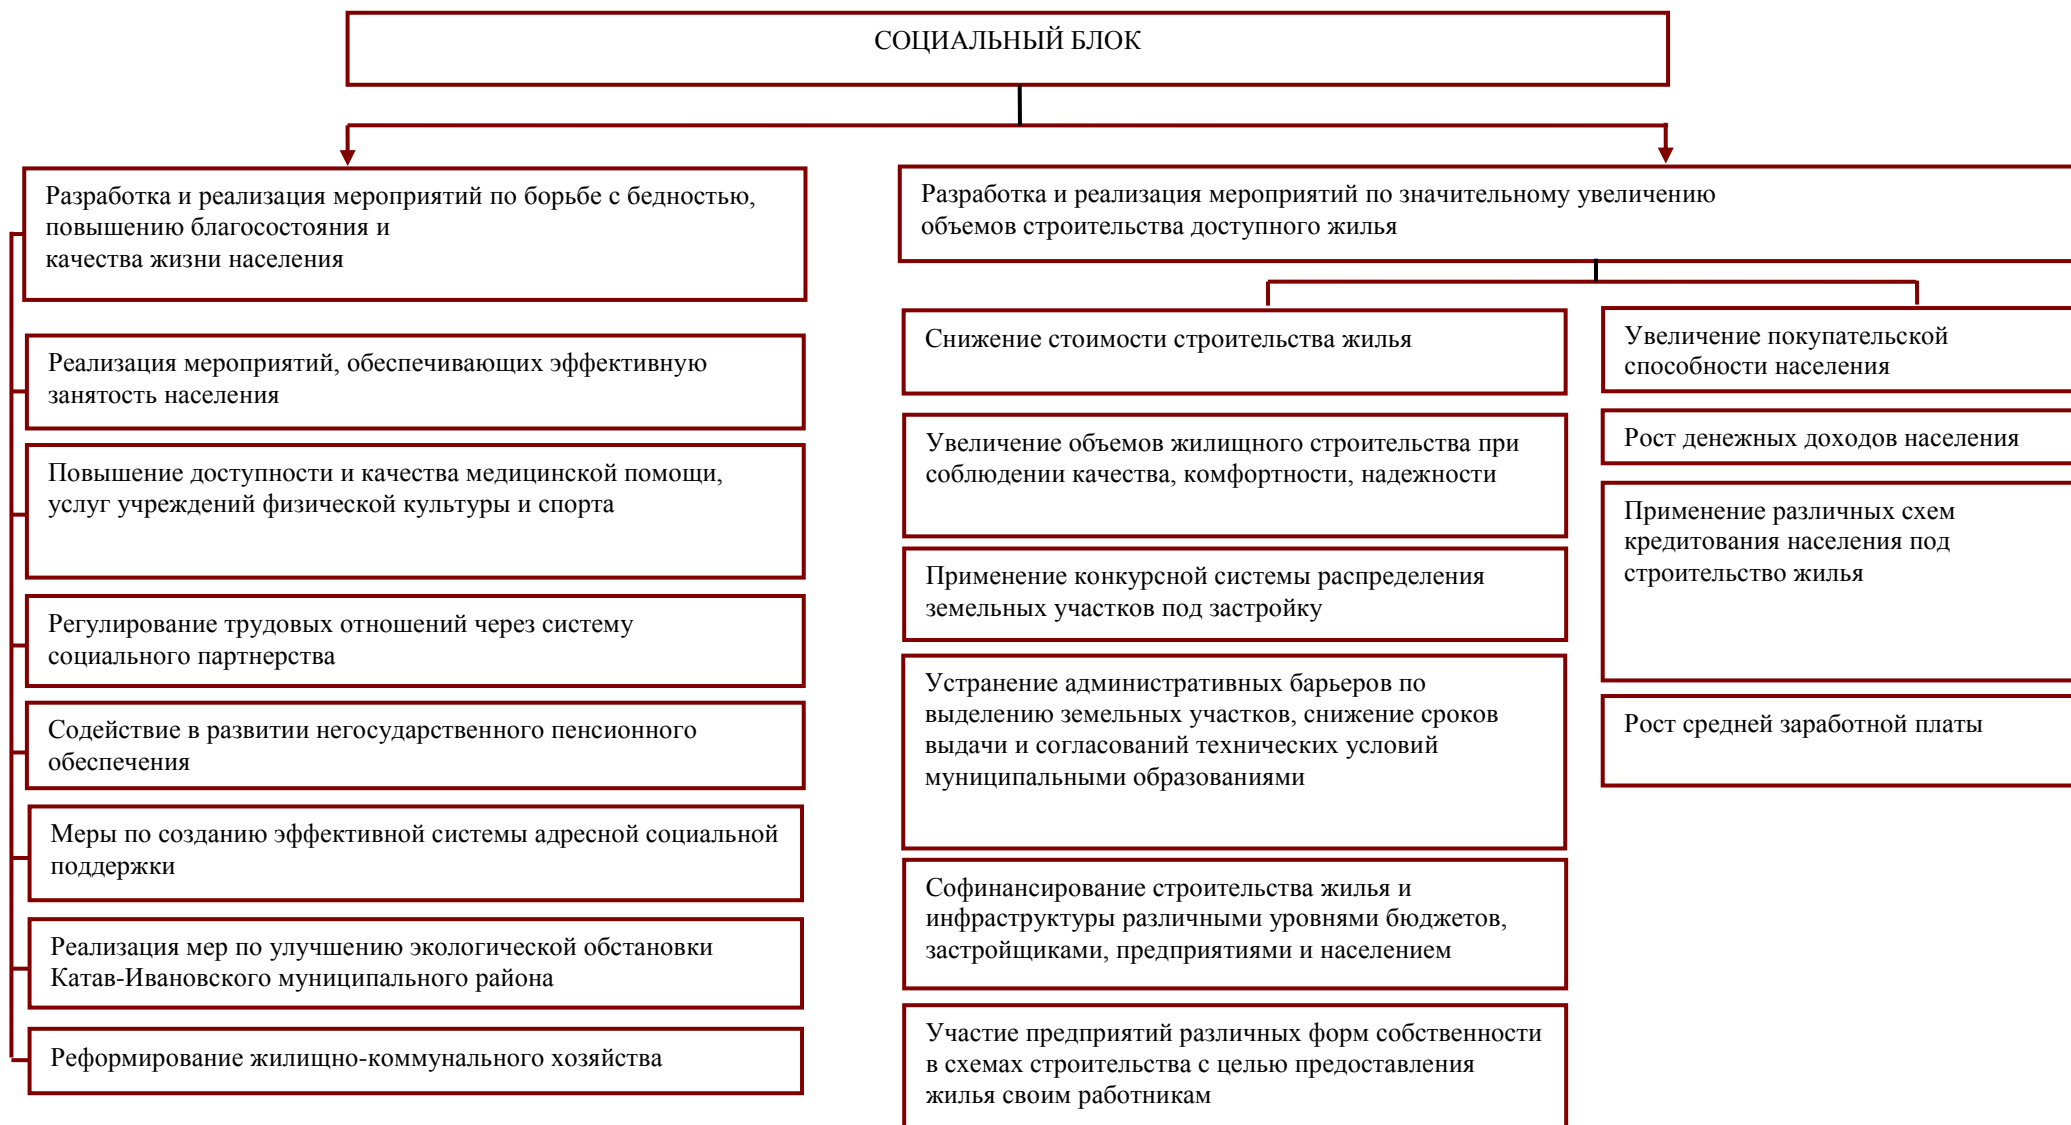 СОЦИАЛЬНЫЙ БЛОК
Разработка и реализация мероприятий по борьбе с бедностью,
повышению благосостояния и
качества жизни населения
Реализация мероприятий, обеспечивающих эффективную
занятость населения
Повышение доступности и качества медицинской помощи,
услуг учреждений физической культуры и спорта
Регулирование трудовых отношений через систему
социального партнерства
Содействие в развитии негосударственного пенсионного
обеспечения
Меры по созданию эффективной системы адресной социальной
поддержки
Реализация мер по улучшению экологической обстановки
Катав-Ивановского муниципального района
Реформирование жилищно-коммунального хозяйства
Разработка и реализация мероприятий по значительному увеличению
объемов строительства доступного жилья
Снижение стоимости строительства жилья
Увеличение объемов жилищного строительства при
соблюдении качества, комфортности, надежности
Применение конкурсной системы распределения
земельных участков под застройку
Устранение административных барьеров по
выделению земельных участков, снижение сроков
выдачи и согласований технических условий
муниципальными образованиями
Софинансирование строительства жилья и
инфраструктуры различными уровнями бюджетов,
застройщиками, предприятиями и населением
Участие предприятий различных форм собственности
в схемах строительства с целью предоставления
жилья своим работникам
Увеличение покупательской
способности населения
Рост денежных доходов населения
Применение различных схем
кредитования населения под
строительство жилья
Рост средней заработной платы